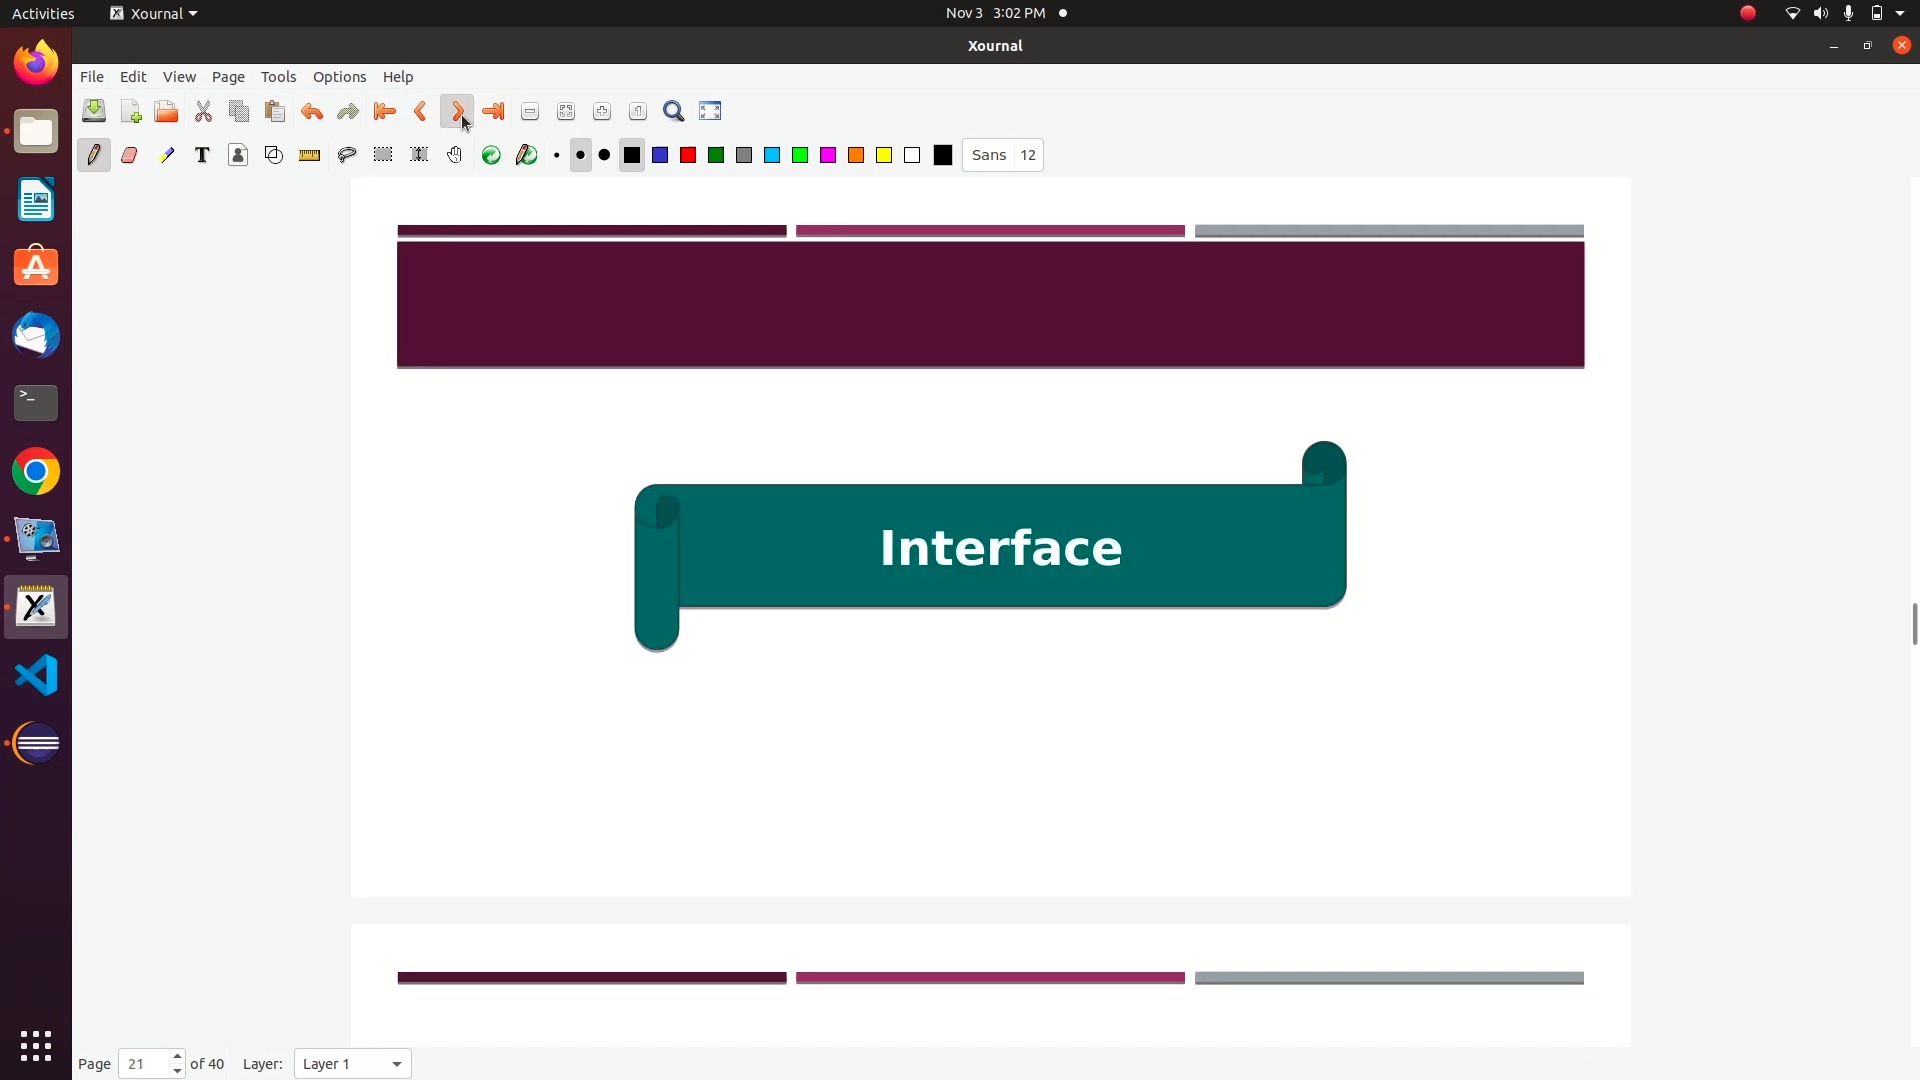 Activities
Xournal
Nov 3 3:02 PM
Xournal
File Edit View Page Tools Options Help
Sans 12
Interface
Page 21 of 40 Layer: Layer 1